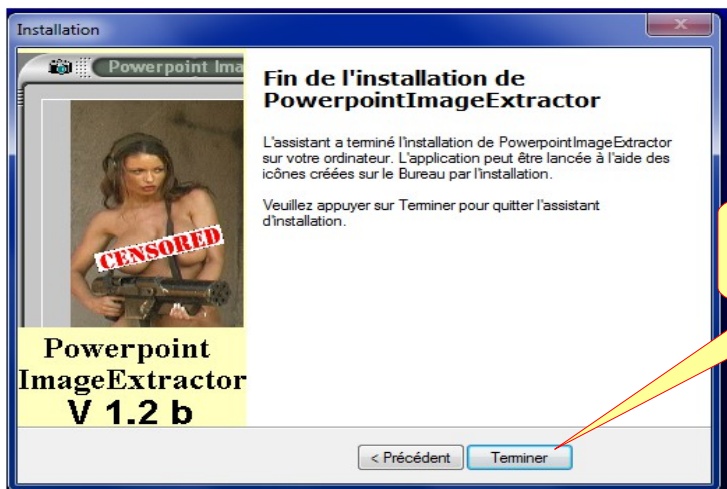 Installation
Powerpoint Ima
Fin de l'installation de
PowerpointImageExtractor
L'assistant a terminé l'installation de PowerpointImageExtractor
sur votre ordinateur. L'application peut être lancée à l'aide des
icônes créées sur le Bureau par l'installation.
Veuillez appuyer sur Terminer pour quitter l'assistant
d'installation.
CENSORED
Powerpoint
ImageExtractor
V 1.2 b
< Précédent
Terminer